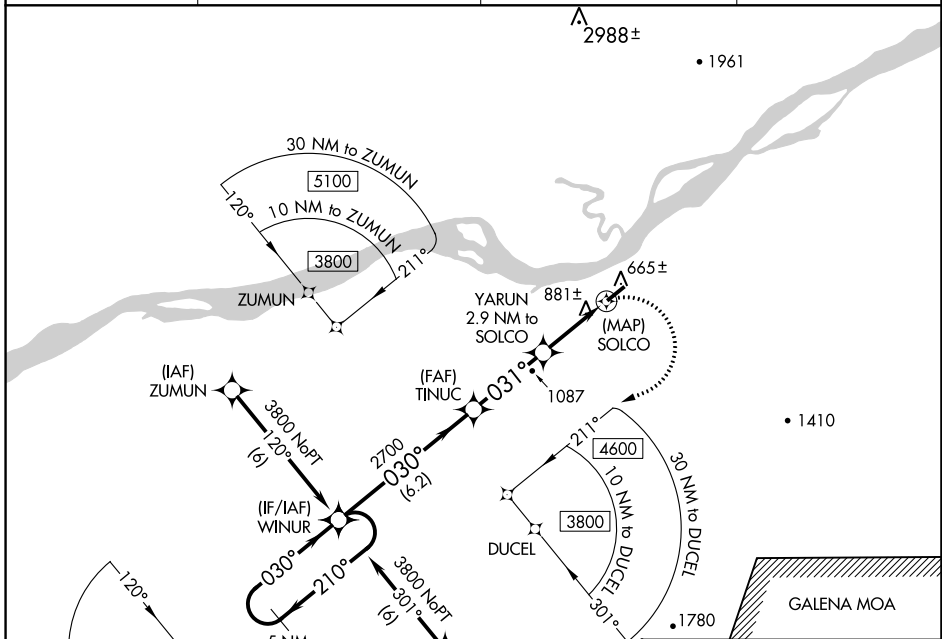 2988±
1961
30 NM to ZUMUN
5100
120°
10 NM to ZUMUN
3800
211°
ZUMUN
665±
881±
YARUN
2.9 NM to
SOLCO
(MAP)
SOLCO
(IAF)
ZUMUN
(FAF)
TINUC
031°
1087
3800 NoPT
120°
(6)
2700
030°
(6.2)
1410
211°
4600
30 NM to DUCEL
10 NM to DUCEL
3800
DUCEL
301°
(IF/IAF)
WINUR
030°
210°
3800 NoPT
301°
(6)
120°
5 NM
1780
GALENA MOA